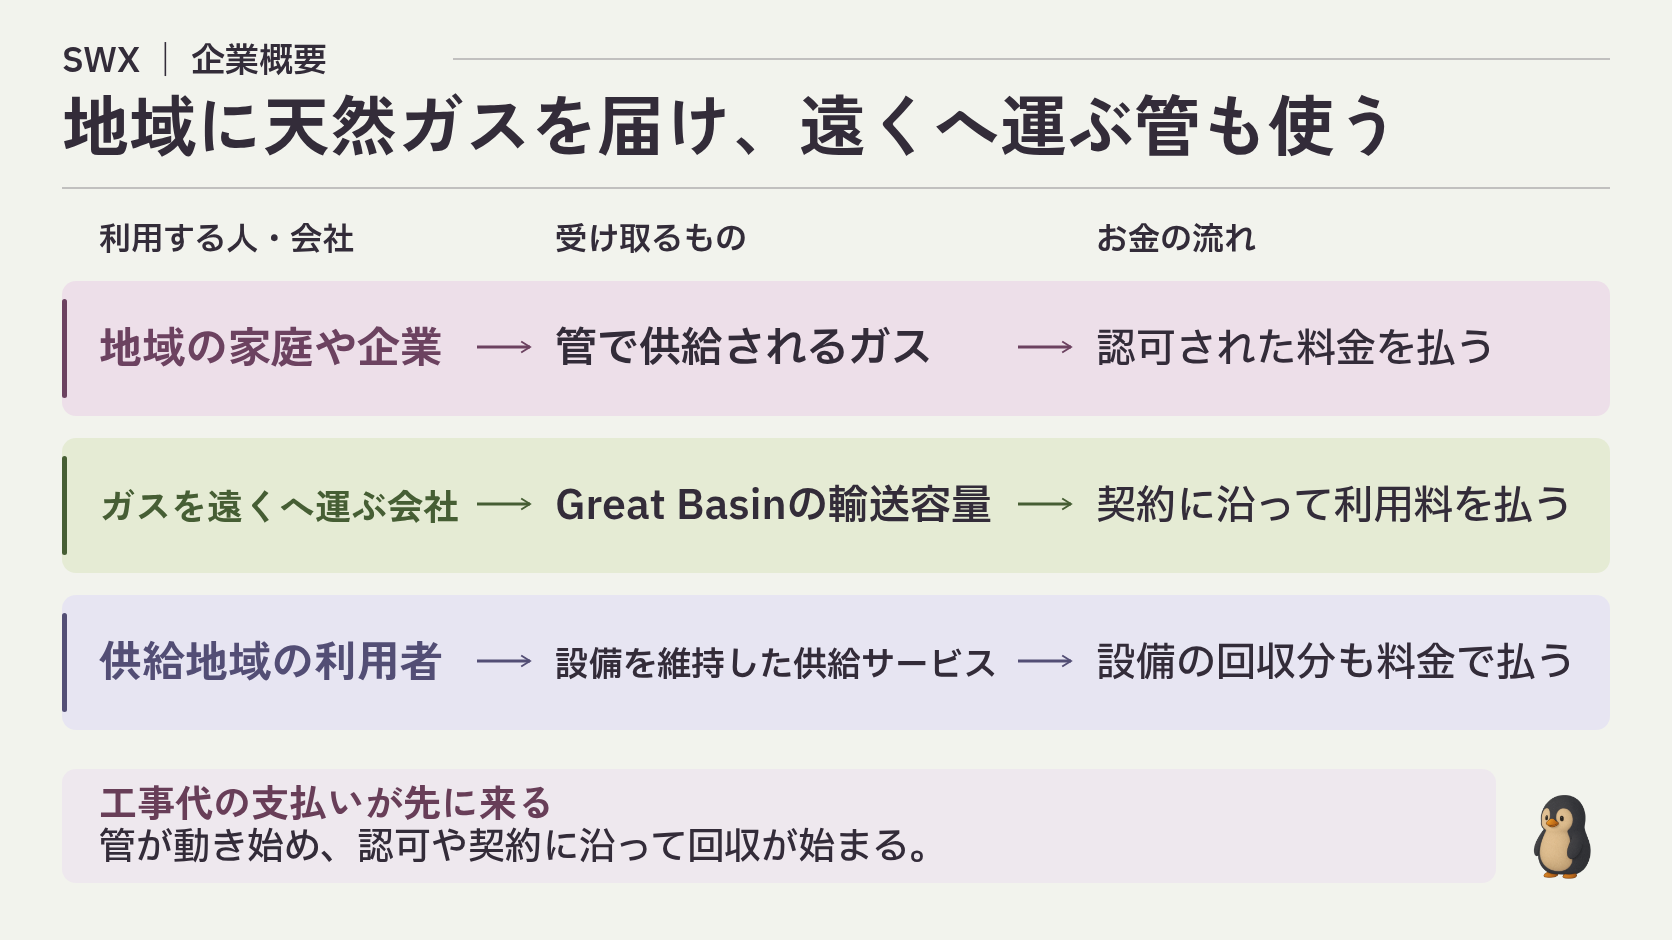 SWX | 企業概要
地域に天然ガスを届け、遠くへ運ぶ管も使う
利用する人・会社 受け取るもの お金の流れ
地域の家庭や企業 → 管で供給されるガス → 認可された料金を払う
ガスを遠くへ運ぶ会社 → Great Basinの輸送容量 → 契約に沿って利用料を払う
供給地域の利用者 → 設備を維持した供給サービス → 設備の回収分も料金で払う
工事代の支払いが先に来る
管が動き始め、認可や契約に沿って回収が始まる。